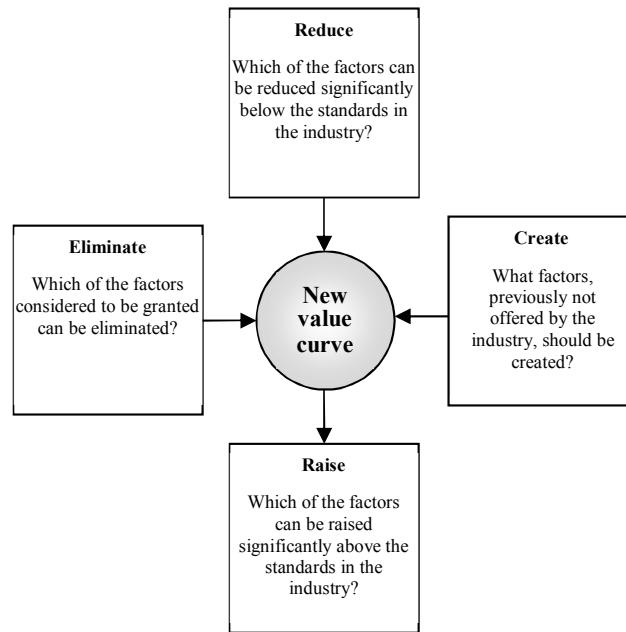 Reduce
Which of the factors can
be reduced significantly
below the standards in
the industry?
Eliminate
Which of the factors
considered to be granted
can be eliminated?
New
value
curve
Create
What factors,
previously not
offered by the
industry, should be
created?
Raise
Which of the factors
can be raised
significantly above the
standards in the
industry?